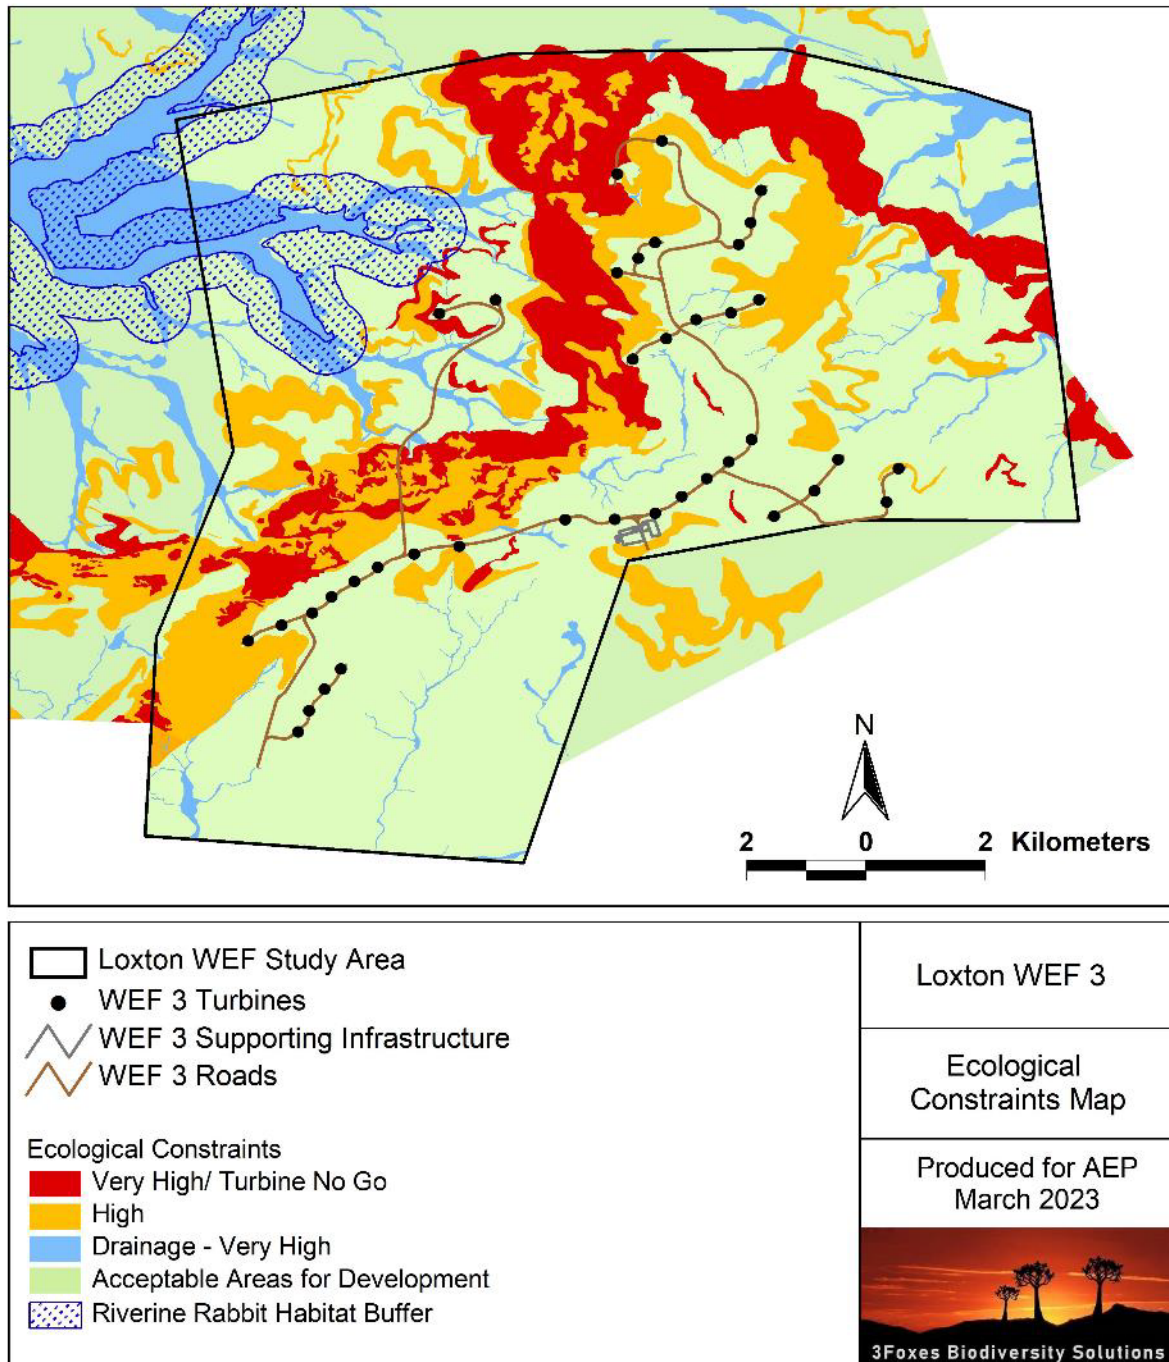 N
2 0 2 Kilometers
Loxton WEF Study Area
WEF 3 Turbines
WEF 3 Supporting Infrastructure
WEF 3 Roads
Ecological Constraints
Very High/ Turbine No Go
High
Drainage - Very High
Acceptable Areas for Development
Riverine Rabbit Habitat Buffer
Loxton WEF 3
Ecological
Constraints Map
Produced for AEP
March 2023
3Foxes Biodiversity Solutions